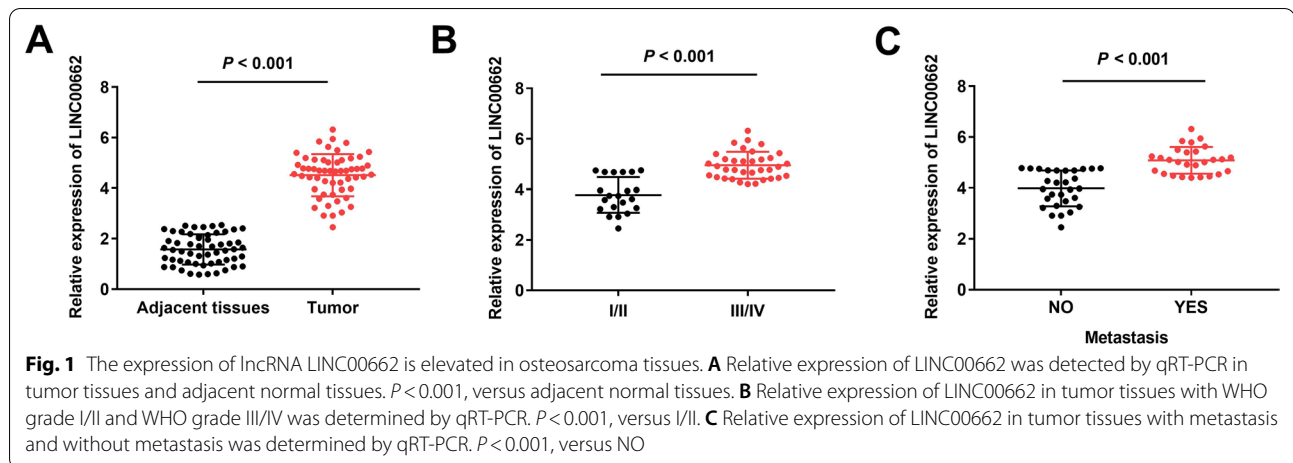 A
P < 0.001
Relative expression of LINC00662
8
6
4
2
0
Adjacent tissues Tumor
B
P < 0.001
Relative expression of LINC00662
8
6
4
2
0
I/II III/IV
C
P < 0.001
Relative expression of LINC00662
8
6
4
2
0
NO YES
Metastasis
Fig. 1 The expression of lncRNA LINC00662 is elevated in osteosarcoma tissues. A Relative expression of LINC00662 was detected by qRT-PCR in
tumor tissues and adjacent normal tissues. P < 0.001, versus adjacent normal tissues. B Relative expression of LINC00662 in tumor tissues with WHO
grade I/II and WHO grade III/IV was determined by qRT-PCR. P < 0.001, versus I/II. C Relative expression of LINC00662 in tumor tissues with metastasis
and without metastasis was determined by qRT-PCR. P < 0.001, versus NO